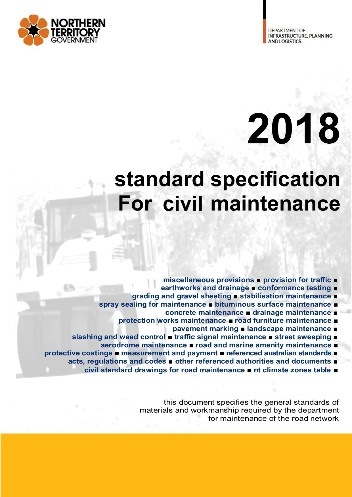 NORTHERN
TERRITORY
GOVERNMENT
DEPARTMENT OF
INFRASTRUCTURE, PLANNING
AND LOGISTICS
2018
standard specification
For civil maintenance
miscellaneous provisions ■ provision for traffic ■
earthworks and drainage ■ conformance testing ■
grading and gravel sheeting ■ stabilisation maintenance ■
spray sealing for maintenance ■ bituminous surface maintenance ■
concrete maintenance ■ drainage maintenance ■
protection works maintenance ■ road furniture maintenance ■
pavement marking ■ landscape maintenance ■
slashing and weed control ■ traffic signal maintenance ■ street sweeping ■
aerodrome maintenance ■ road and marine amenity maintenance ■
protective coatings ■ measurement and payment ■ referenced australian standards ■
acts, regulations and codes ■ other referenced authorities and documents ■
civil standard drawings for road maintenance ■ nt climate zones table ■
this document specifies the general standards of
materials and workmanship required by the department
for maintenance of the road network